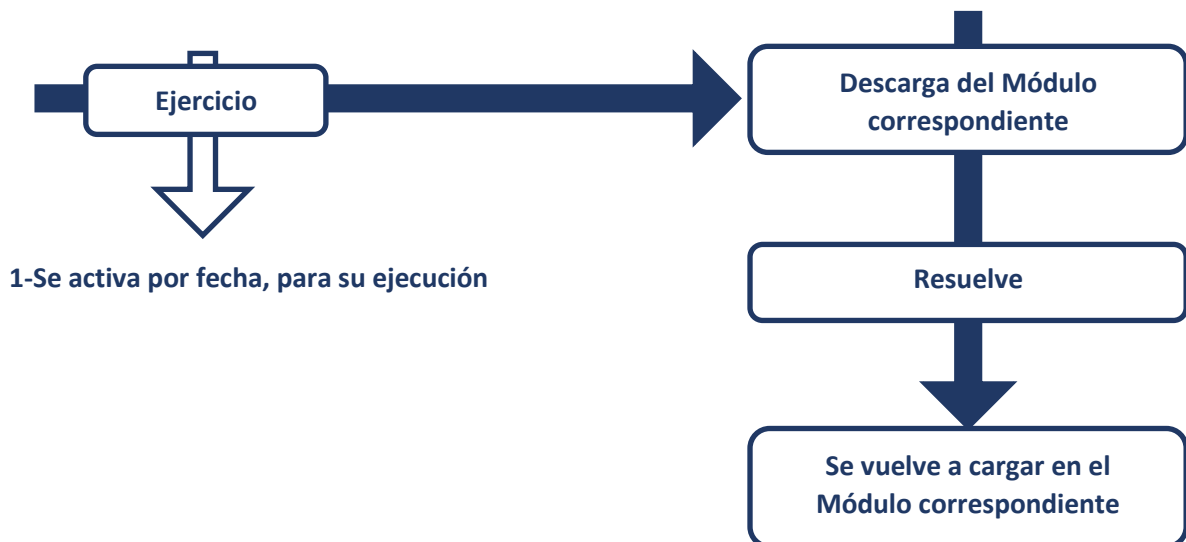 Ejercicio
Descarga del Módulo
correspondiente
1-Se activa por fecha, para su ejecución
Resuelve
Se vuelve a cargar en el
Módulo correspondiente